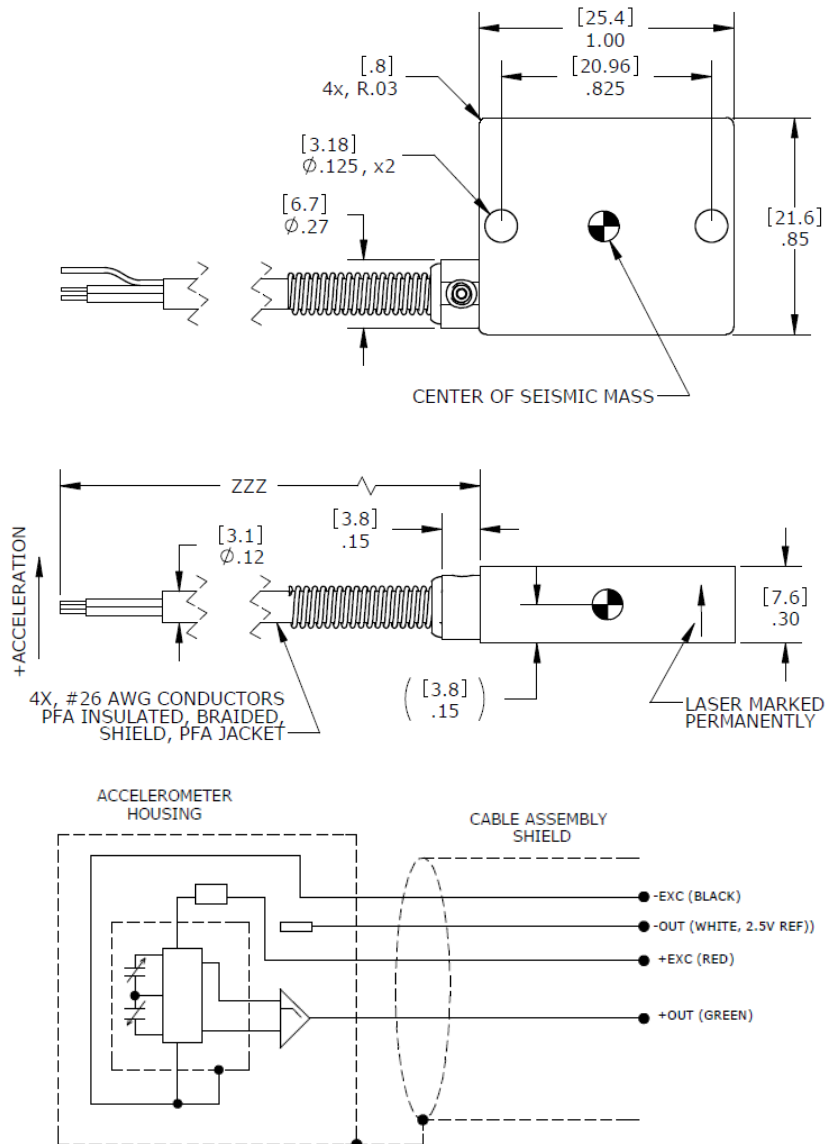 [25.4]
1.00
[.8]
4x, R.03
[20.96]
.825
[3.18]
Ø.125, x2
[6.7]
Ø.27
[21.6]
.85
CENTER OF SEISMIC MASS
ZZZ
+ACCELERATION
[3.1]
Ø.12
[3.8]
.15
[7.6]
.30
([3.8]
.15)
4X, #26 AWG CONDUCTORS
PFA INSULATED, BRAIDED,
SHIELD, PFA JACKET
LASER MARKED
PERMANENTLY
ACCELEROMETER
HOUSING
CABLE ASSEMBLY
SHIELD
-EXC (BLACK)
-OUT (WHITE, 2.5V REF))
+EXC (RED)
+OUT (GREEN)